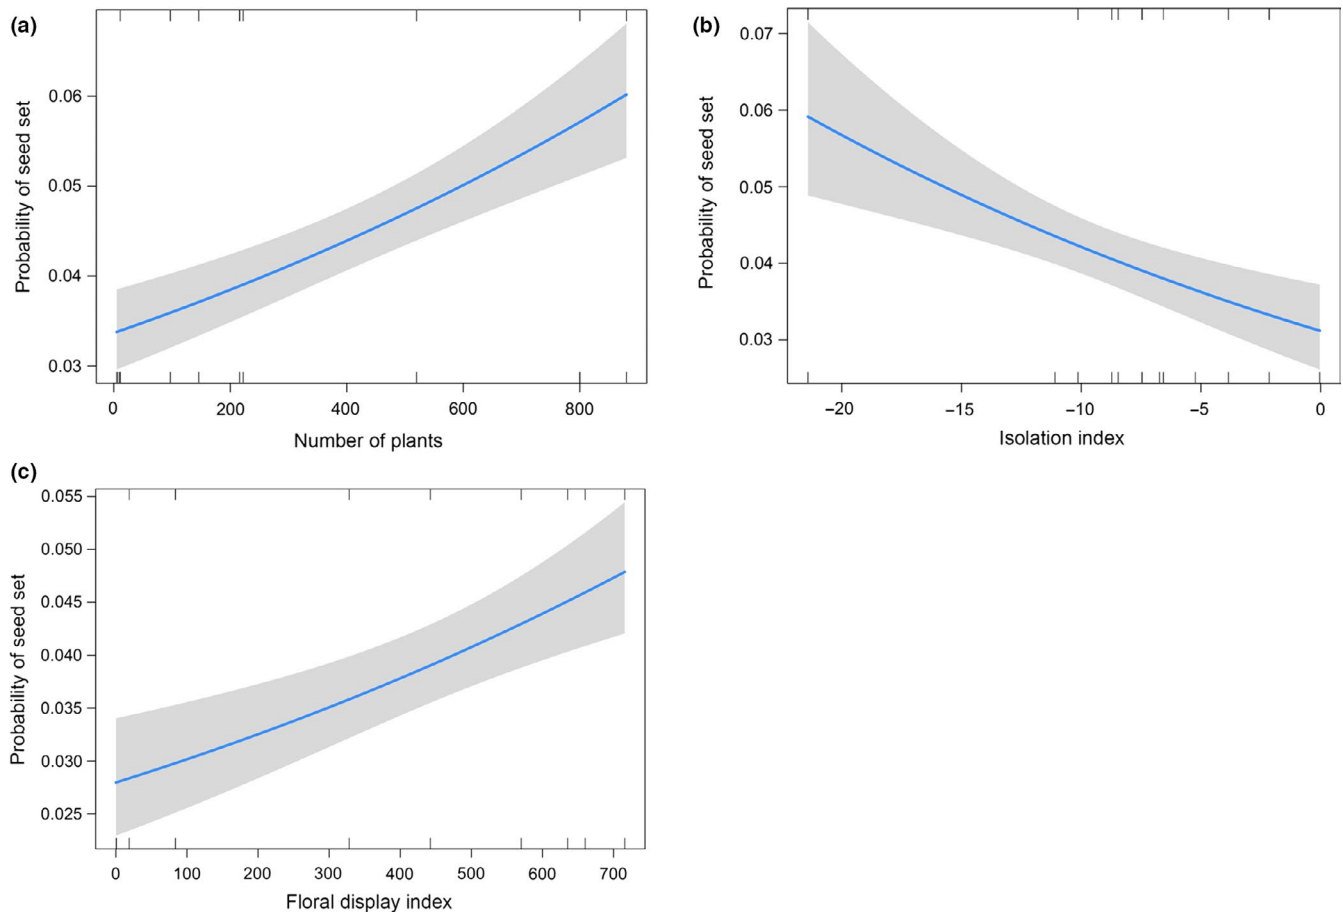 (a)
Probability of seed set
0.06
0.05
0.04
0.03
0 200 400 600 800
Number of plants
(b)
Probability of seed set
0.07
0.06
0.05
0.04
0.03
−20 −15 −10 −5 0
Isolation index
(c)
Probability of seed set
0.055
0.050
0.045
0.040
0.035
0.030
0.025
0 100 200 300 400 500 600 700
Floral display index